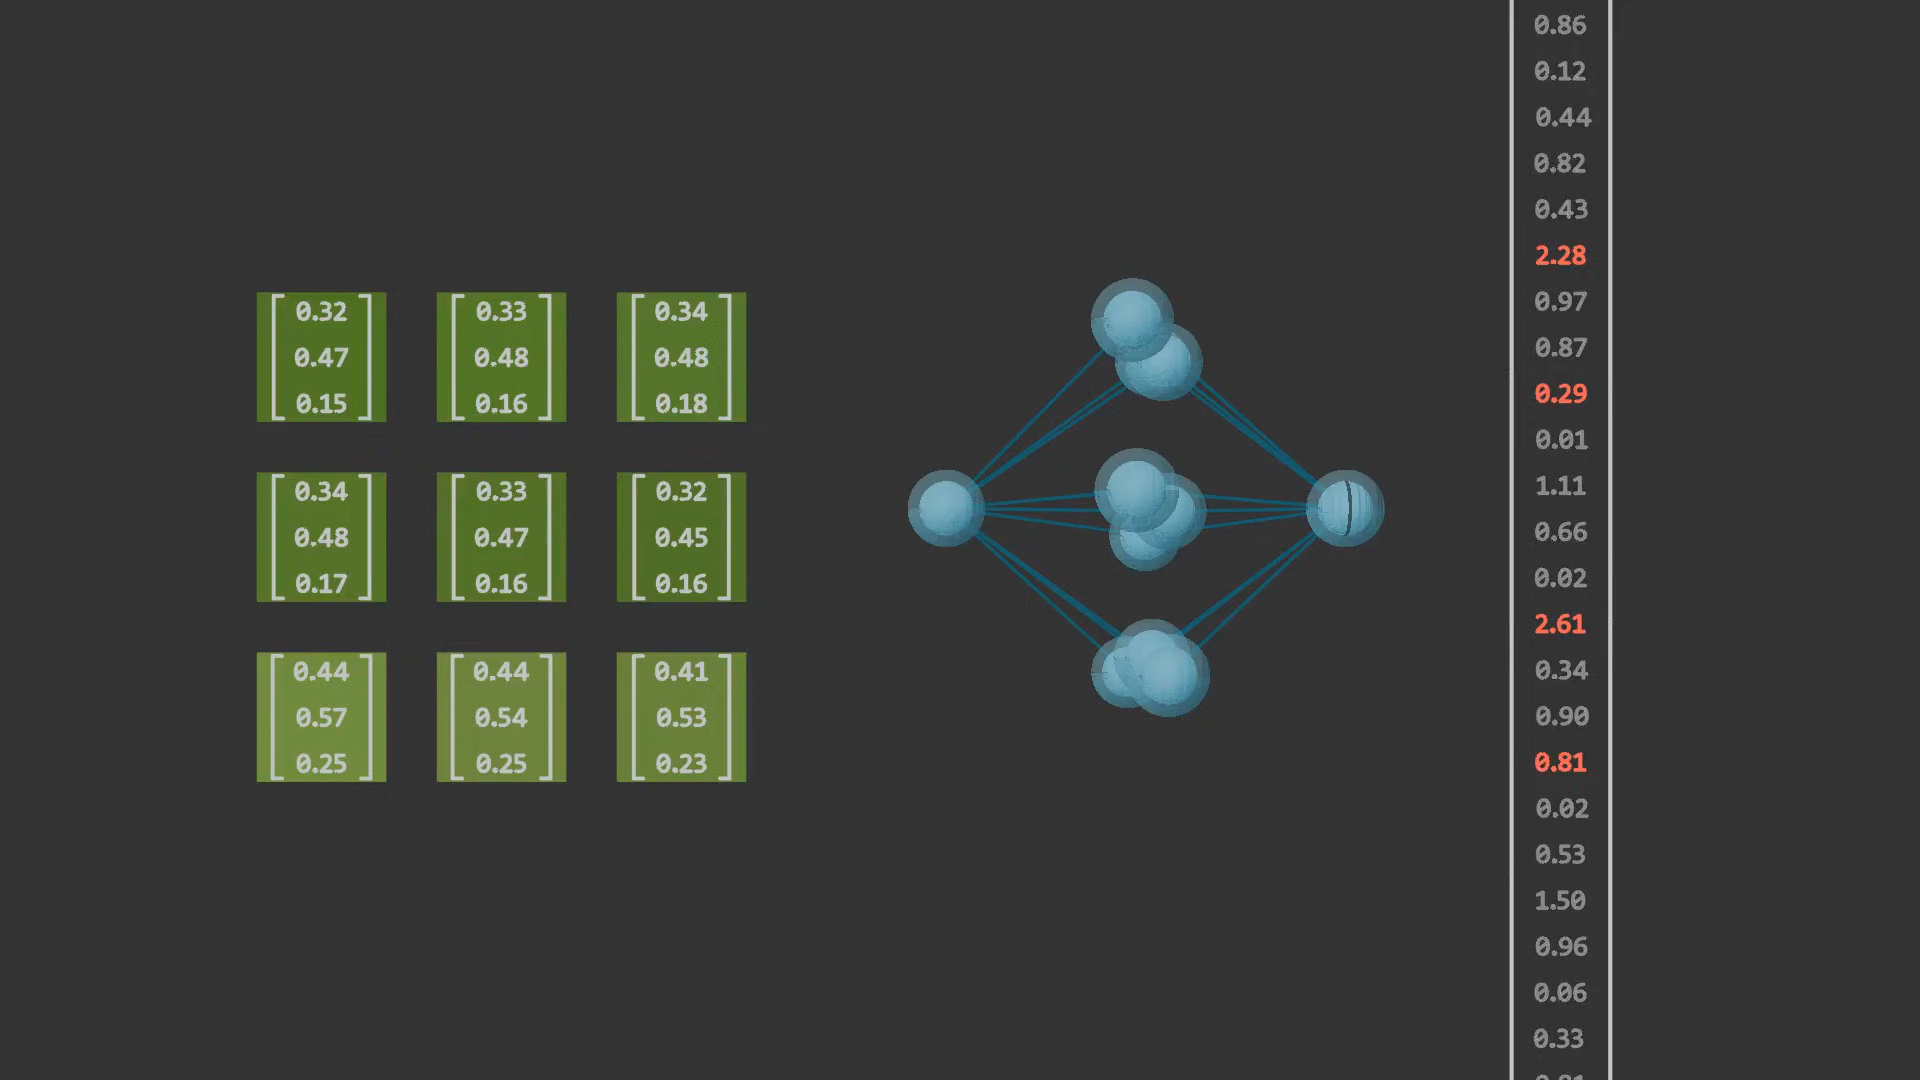 0.32 0.33 0.34
0.47 0.48 0.48
0.15 0.16 0.18
0.34 0.33 0.32
0.48 0.47 0.45
0.17 0.16 0.16
0.44 0.44 0.41
0.57 0.54 0.53
0.25 0.25 0.23
0.86
0.12
0.44
0.82
0.43
2.28
0.97
0.87
0.29
0.01
1.11
0.66
0.02
2.61
0.34
0.90
0.81
0.02
0.53
1.50
0.96
0.06
0.33